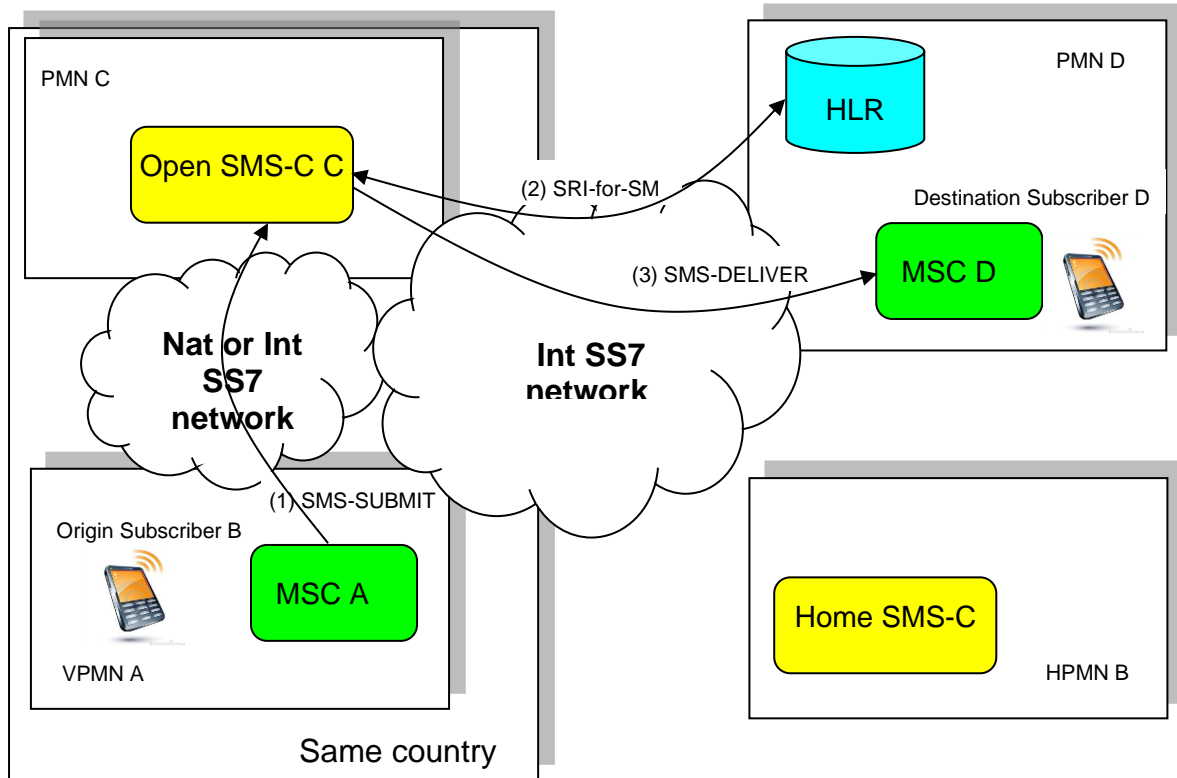 PMN C
Open SMS-C C
PMN D
HLR
(2) SRI-for-SM
Destination Subscriber D
MSC D
(3) SMS-DELIVER
Nat or Int
SS7
network
Int SS7
network
(1) SMS-SUBMIT
Origin Subscriber B
MSC A
VPMN A
Home SMS-C
HPMN B
Same country